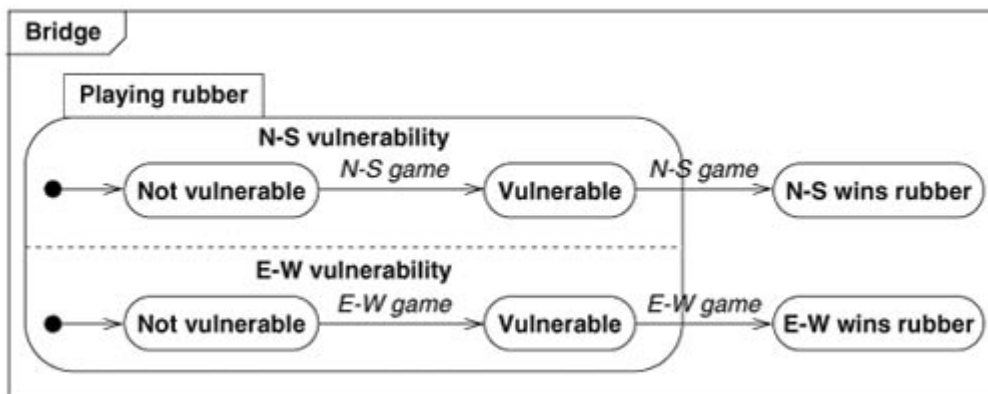 Bridge
Playing rubber
N-S vulnerability
Not vulnerable N-S game Vulnerable N-S game N-S wins rubber
E-W vulnerability
Not vulnerable E-W game Vulnerable E-W game E-W wins rubber